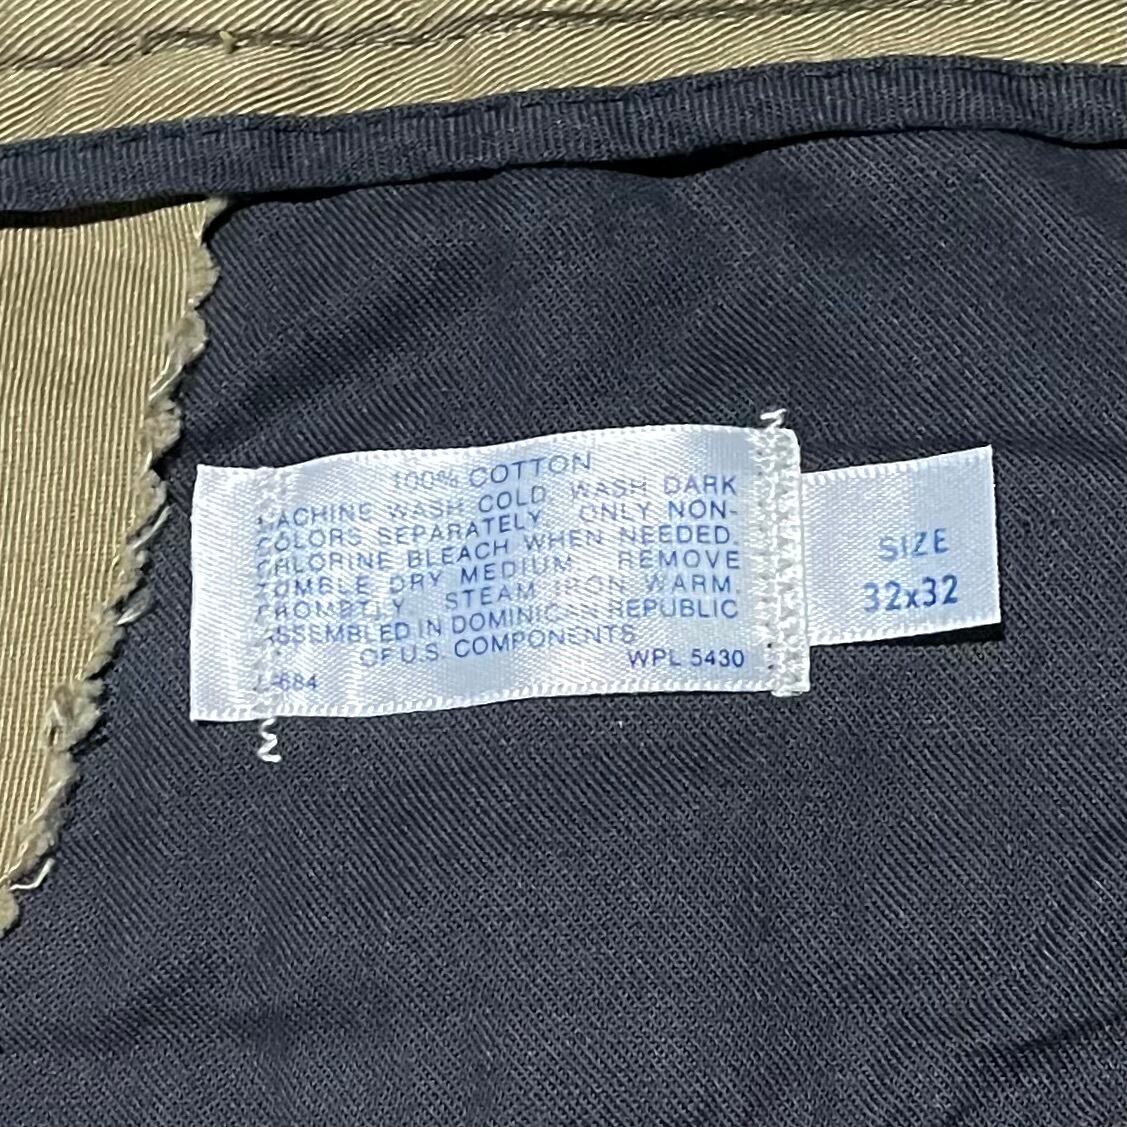 100% COTTON
MACHINE WASH COLD. WASH DARK
COLORS SEPARATELY. ONLY NON-
CHLORINE BLEACH WHEN NEEDED.
TUMBLE DRY MEDIUM. REMOVE
PROMPTLY. STEAM IRON WARM.
ASSEMBLED IN DOMINICAN REPUBLIC
OF U.S. COMPONENTS
WPL 5430
SIZE
32x32